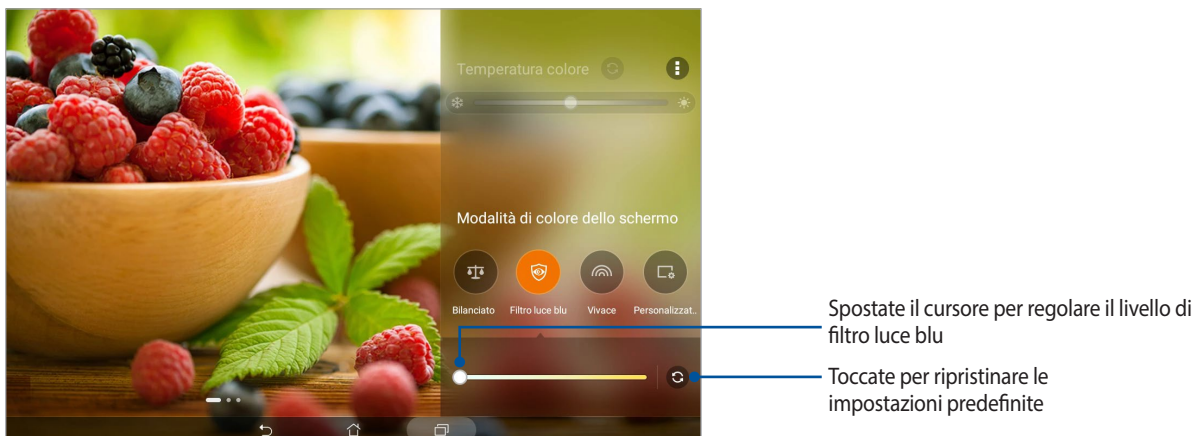 Temperatura colore
Modalità di colore dello schermo
Bilanciato
Filtro luce blu
Vivace
Personalizzat..
Spostate il cursore per regolare il livello di
filtro luce blu
Toccate per ripristinare le
impostazioni predefinite